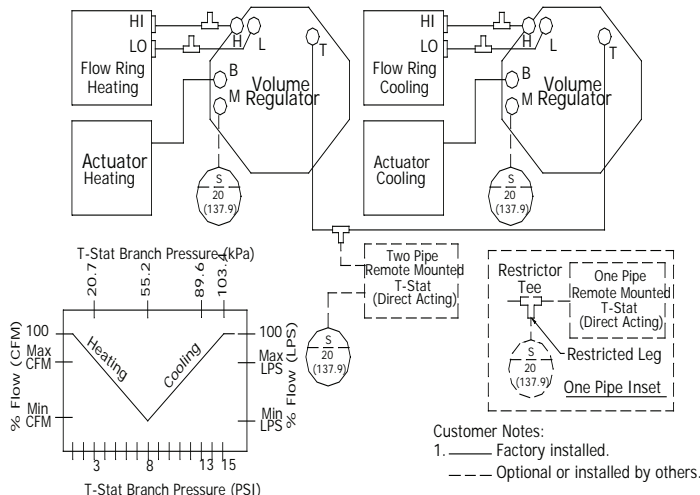 HI
LO
Flow Ring
Heating
H
L
T
B
M
Volume
Regulator
Actuator
Heating
S
20
(137.9)
HI
LO
Flow Ring
Cooling
H
L
T
B
M
Volume
Regulator
Actuator
Cooling
S
20
(137.9)
T-Stat Branch Pressure (kPa)
20.7
55.2
89.6
103.4
100
Max
CFM
Min
CFM
% Flow (CFM)
Heating
Cooling
100
Max
LPS
Min
LPS
% Flow (LPS)
3
8
13
15
T-Stat Branch Pressure (PSI)
Two Pipe
Remote Mounted
T-Stat
(Direct Acting)
S
20
(137.9)
Restrictor
Tee
One Pipe
Remote Mounted
T-Stat
(Direct Acting)
Restricted Leg
S
20
(137.9)
One Pipe Inset
Customer Notes:
1. Factory installed.
Optional or installed by others.